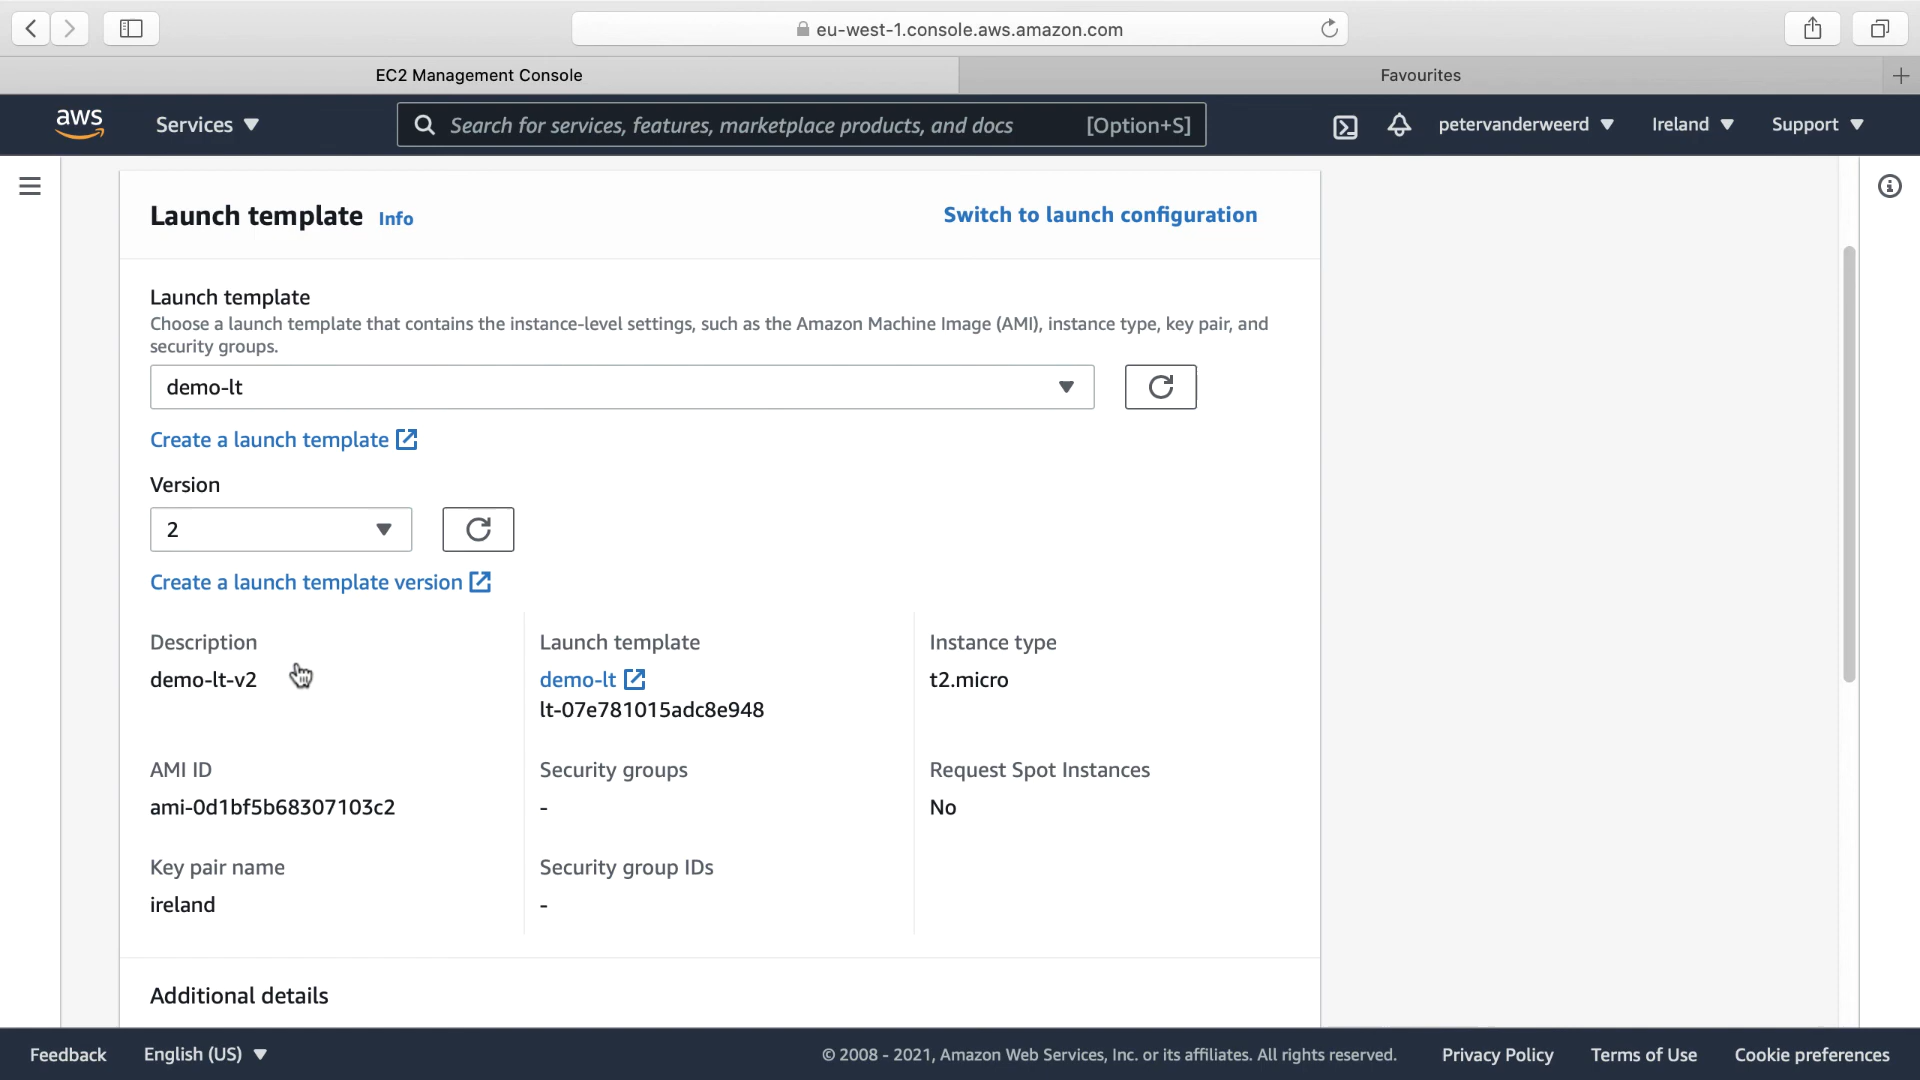 eu-west-1.console.aws.amazon.com
EC2 Management Console
Favourites
aws
Services
Search for services, features, marketplace products, and docs
[Option+S]
petervanderweerd
Ireland
Support
Launch template
Info
Switch to launch configuration
Launch template
Choose a launch template that contains the instance-level settings, such as the Amazon Machine Image (AMI), instance type, key pair, and
security groups.
demo-lt
Create a launch template
Version
2
Create a launch template version
Description
demo-lt-v2
Launch template
demo-lt
lt-07e781015adc8e948
Instance type
t2.micro
AMI ID
ami-0d1bf5b68307103c2
Security groups
-
Request Spot Instances
No
Key pair name
ireland
Security group IDs
-
Additional details
Feedback
English (US)
© 2008 - 2021, Amazon Web Services, Inc. or its affiliates. All rights reserved.
Privacy Policy
Terms of Use
Cookie preferences